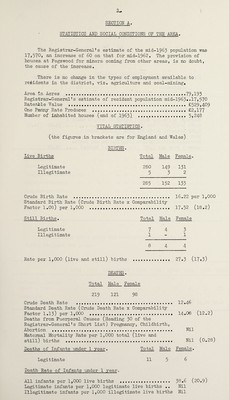 2.
SECTION A.
STATISTICS AND SOCIAL CONDITIONS OF THE AREA.
The Registrar-General's estimate of the mid-1963 population was
17,570, an increase of 60 on that for mid-1962. The provision of
houses at Pegswood for miners coming from other areas, is no doubt,
the cause of the increase.
There is no change in the types of employment available to
residents in the district, viz. agriculture and coal-mining.
Area in Acres
Registrar-General's estimate of resident population mid-1963..17,570
Rateable Value
One Penny Rate Produces
Number of inhabited houses (end of 1963) 5,248
VITAL STATISTICS.
(the figures in brackets are for England and Wales)
BIRTHS.
Live Births Total Male Female.
Legitimate 280 149 131
Illegitimate 5 3 2
285 152 133
Crude Birth Rate 16.22 per 1,000
Standard Birth Rate (Crude Birth Rate x Comparability
Factor 1.08) per 1,000 17.52 (18.2)
Still Births. Total Male Female.
Legitimate 7 4 3
Illegitimate 1 - 1
8 4 4
Rate per 1,000 (live and still) births 27.3 (17.3)
DEATHS.
Total Male Female
219 121 98
Crude Death Rate 12.46
Standard Death Rate (Crude Death Rate x Comparability
Factor 1.13) per 1,000 14.08 (12.2)
Deaths from Puerperal Causes (Heading 30 of the
Registrar-General's Short List) Pregnancy, Childbirth,
Abortion Nil
Maternal Mortality Rate per 1,000 total (live and
still) births Nil (0.28)
Deaths of Infants under 1 year. Total Male Female.
Legitimate 11 5 6
Death Rate of Infants under 1 year.
All infants per 1,000 live births 38.6 (20.9)
Legitimate infants per 1,000 legitimate live births
Illegitimate infants per 1,000 illegitimate live births Nil